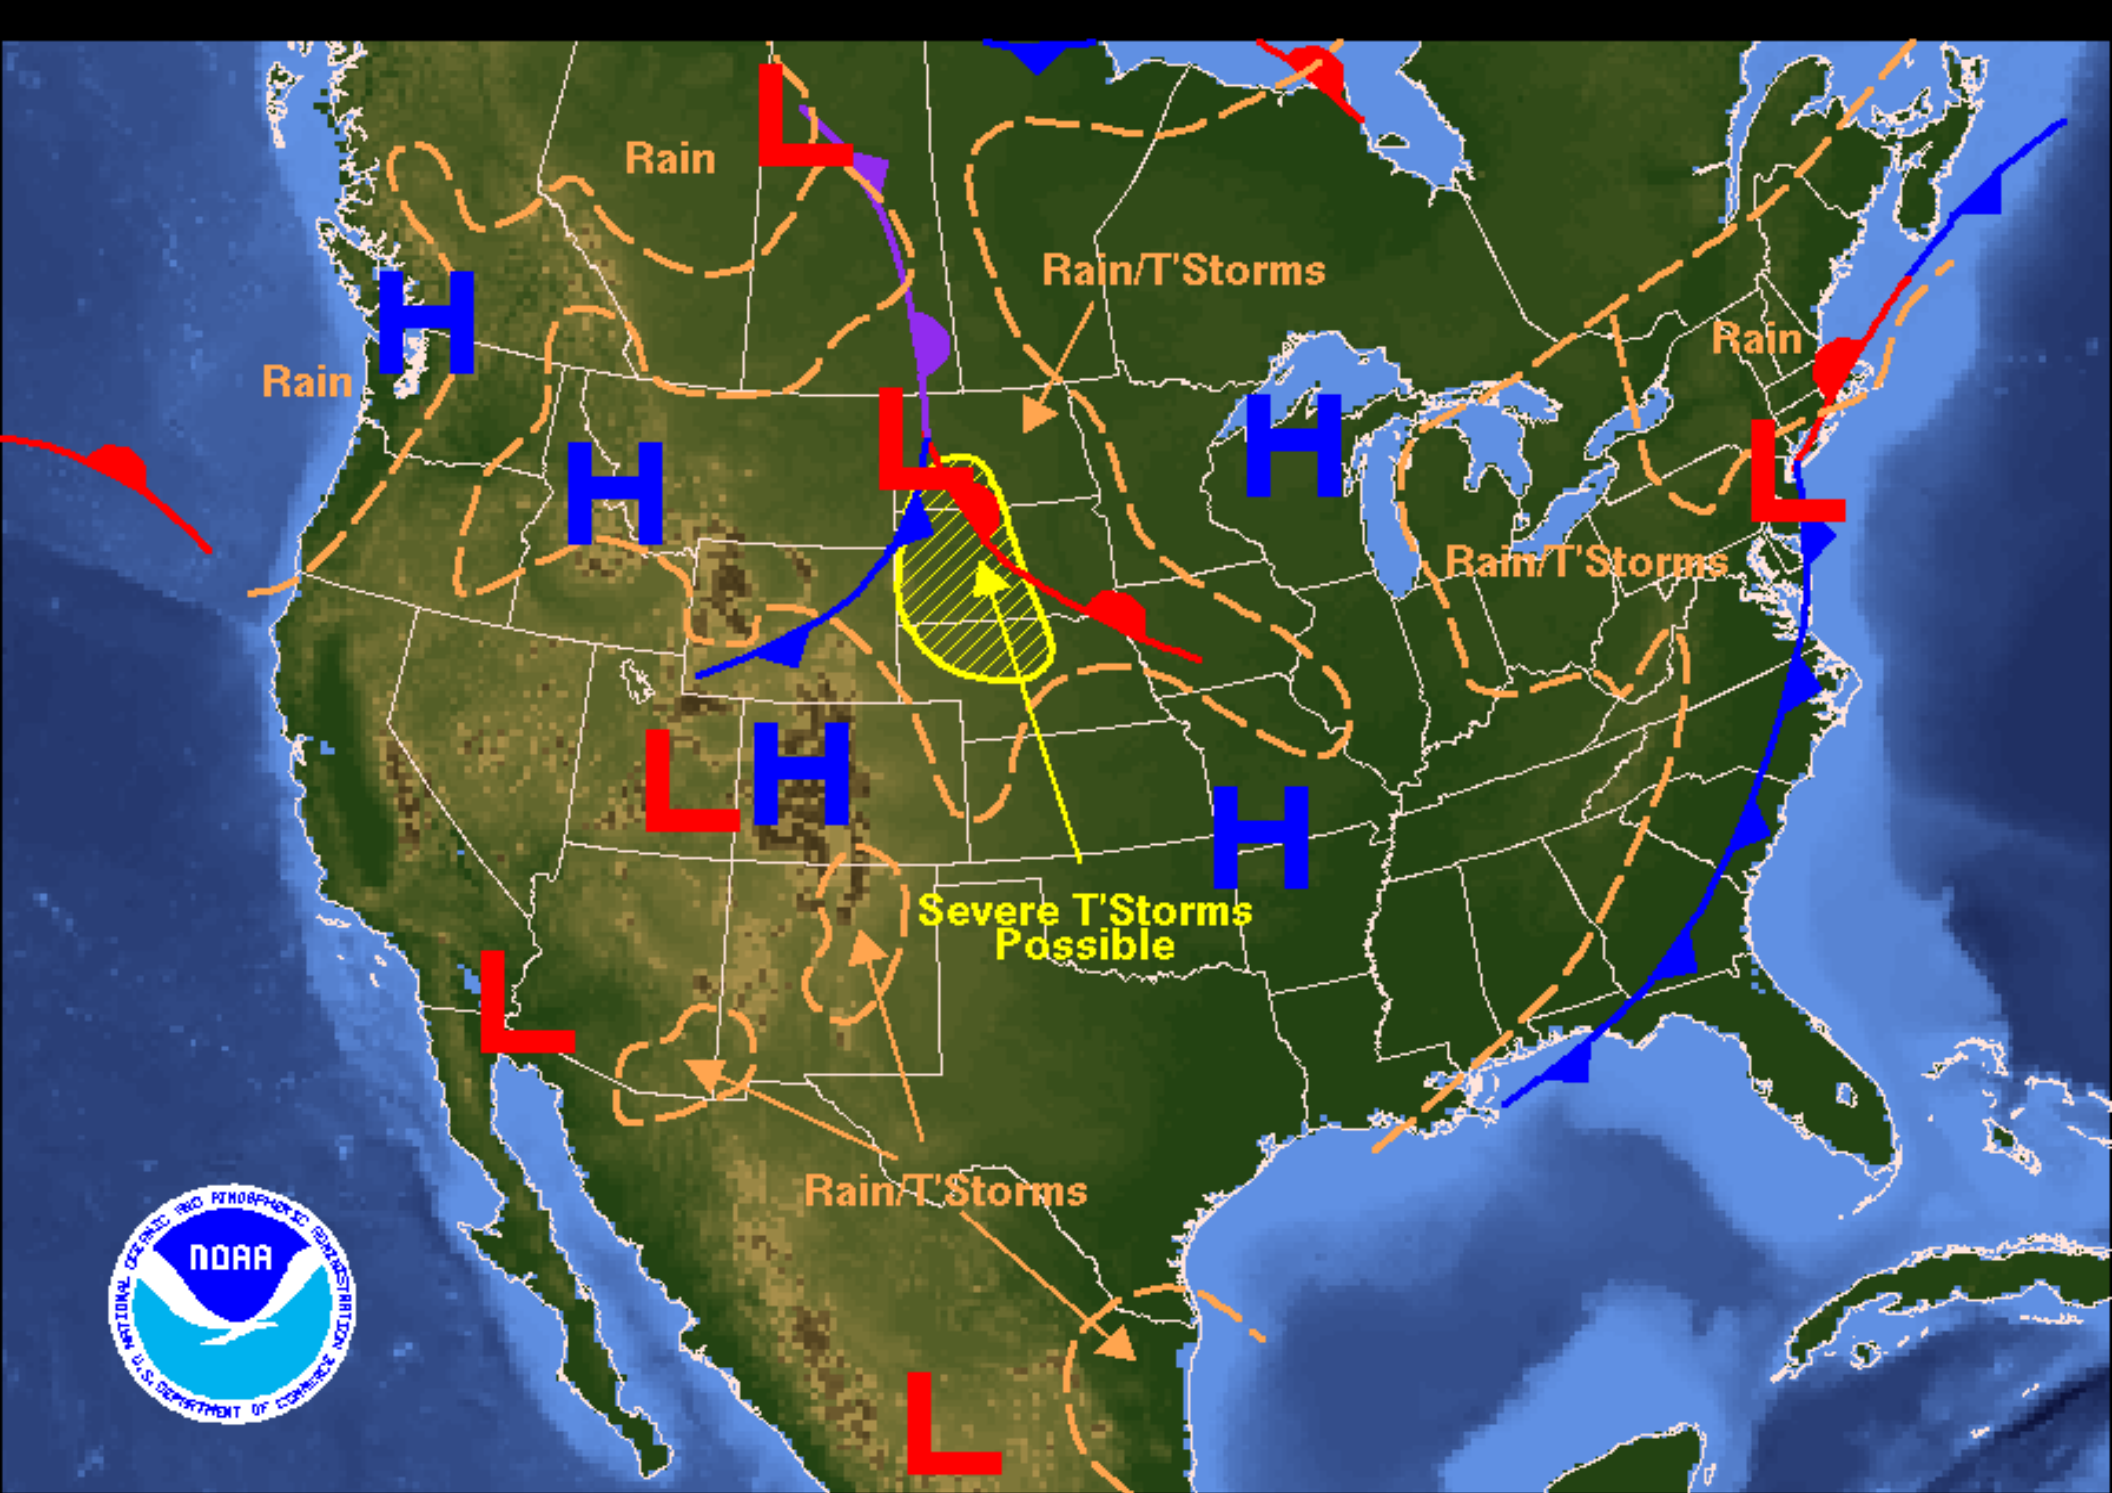 L
Rain
Rain/T'Storms
H
Rain
Rain
L
H
H
L
H
Rain/T'Storms
L
H
H
Severe T'Storms
Possible
L
Rain/T'Storms
NOAA
NATIONAL OCEANIC AND ATMOSPHERIC ADMINISTRATION
U.S. DEPARTMENT OF COMMERCE
L